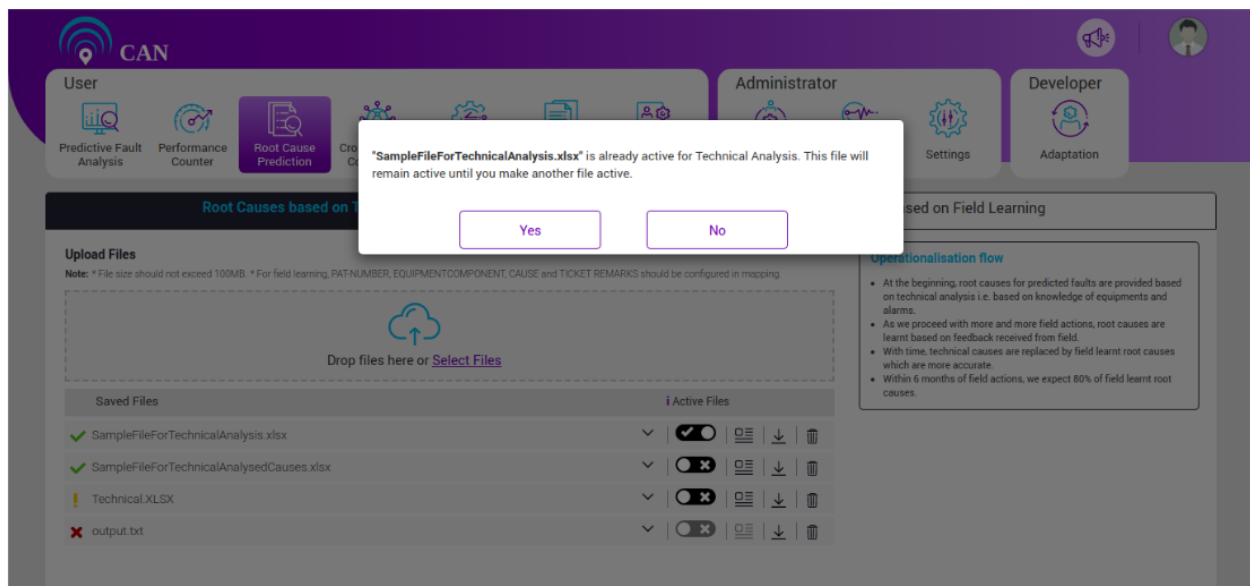 CAN
User
Administrator
Developer
Predictive Fault
Analysis
Performance
Counter
Root Cause
Prediction
Settings
Adaptation
"SampleFileForTechnicalAnalysis.xlsx" is already active for Technical Analysis. This file will
remain active until you make another file active.
Yes
No
Root Causes based on
sed on Field Learning
Upload Files
Note: * File size should not exceed 100MB. * For field learning, PAT-NUMBER, EQUIPMENTCOMPONENT, CAUSE and TICKET REMARKS should be configured in mapping.
Drop files here or Select Files
Saved Files
i Active Files
SampleFileForTechnicalAnalysis.xlsx
SampleFileForTechnicalAnalysedCauses.xlsx
Technical.XLSX
output.txt
Operationalisation flow
• At the beginning, root causes for predicted faults are provided based
on technical analysis i.e. based on knowledge of equipments and
alarms.
• As we proceed with more and more field actions, root causes are
learnt based on feedback received from field.
• With time, technical causes are replaced by field learnt root causes
which are more accurate.
• Within 6 months of field actions, we expect 80% of field learnt root
causes.